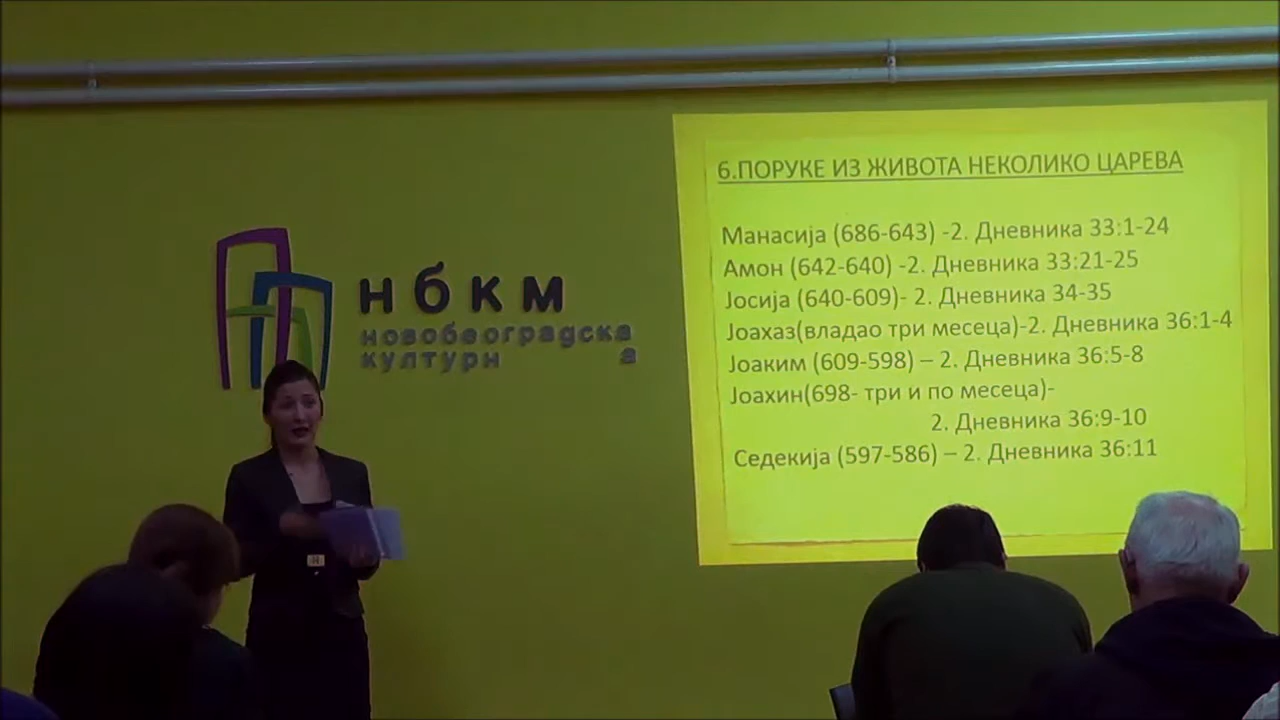 нбкм
новобеоградска
културн
а
6.ПОРУКЕ ИЗ ЖИВОТА НЕКОЛИКО ЦАРЕВА
Манасија (686-643) -2. Дневника 33:1-24
Амон (642-640) -2. Дневника 33:21-25
Јосија (640-609)- 2. Дневника 34-35
Јоахаз(владао три месеца)-2. Дневника 36:1-4
Јоаким (609-598) – 2. Дневника 36:5-8
Јоахин(698- три и по месеца)-
2. Дневника 36:9-10
Седекија (597-586) – 2. Дневника 36:11